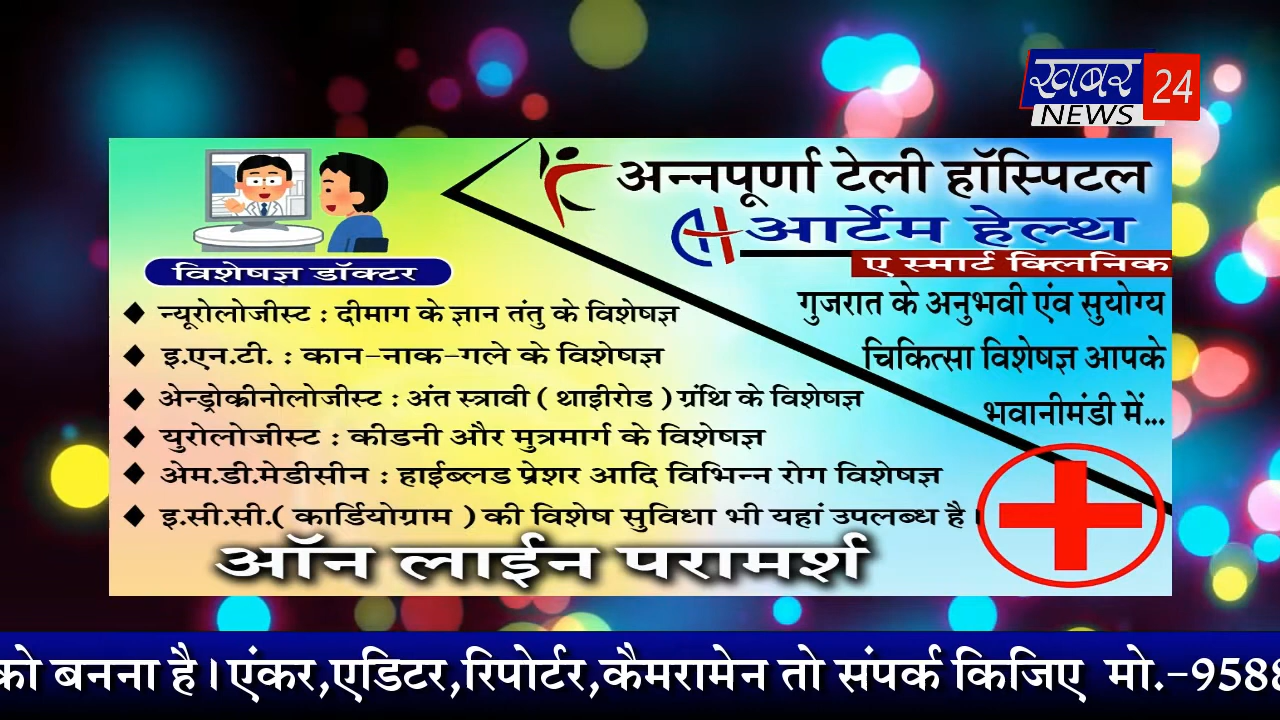 खबर 24
NEWS
अन्नपूर्णा टेली हॉस्पिटल
आर्टेम हेल्थ
ए स्मार्ट क्लिनिक
गुजरात के अनुभवी एंव सुयोग्य
चिकित्सा विशेषज्ञ आपके
भवानीमंडी में...
विशेषज्ञ डॉक्टर
◆ न्यूरोलोजीस्ट : दीमाग के ज्ञान तंतु के विशेषज्ञ
◆ इ.एन.टी. : कान-नाक-गले के विशेषज्ञ
◆ अेन्ड्रोक्रीनोलोजीस्ट : अंत स्त्रावी ( थाईरोड ) ग्रंथि के विशेषज्ञ
◆ युरोलोजीस्ट : कीडनी और मुत्रमार्ग के विशेषज्ञ
◆ अेम.डी.मेडीसीन : हाईब्लड प्रेशर आदि विभिन्न रोग विशेषज्ञ
◆ इ.सी.सी.( कार्डियोग्राम ) की विशेष सुविधा भी यहां उपलब्ध है।
ऑन लाईन परामर्श
को बनना है। एंकर,एडिटर,रिपोर्टर,कैमरामेन तो संपर्क किजिए मो.-9588